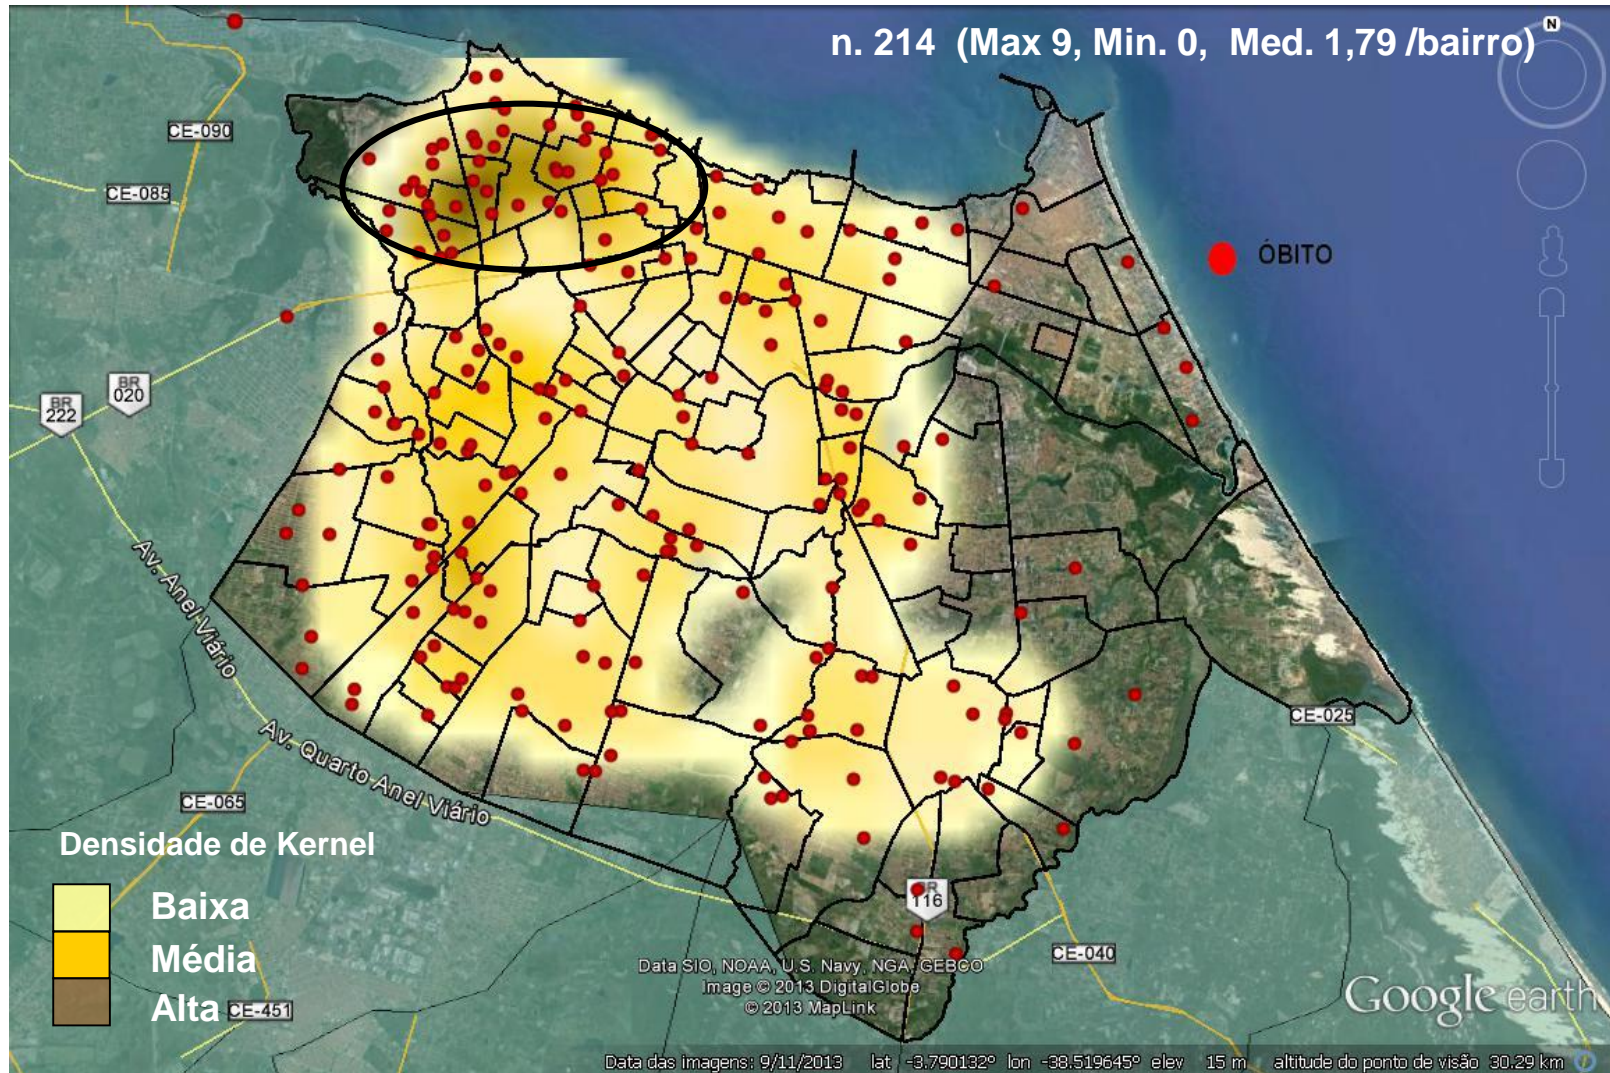 n. 214 (Max 9, Min. 0, Med. 1,79 /bairro)
N
CE-090
CE-085
ÓBITO
BR
020
BR
222
Av. Anel Viário
CE-025
Av. Quarto Anel Viário
CE-065
Densidade de Kernel
Baixa
Média
Alta
CE-451
BR
116
CE-040
Data SIO, NOAA, U.S. Navy, NGA, GEBCO
Image © 2013 DigitalGlobe
© 2013 MapLink
Google earth
Data das imagens: 9/11/2013 lat -3.790132° lon -38.519645° elev 15 m altitude do ponto de visão 30.29 km